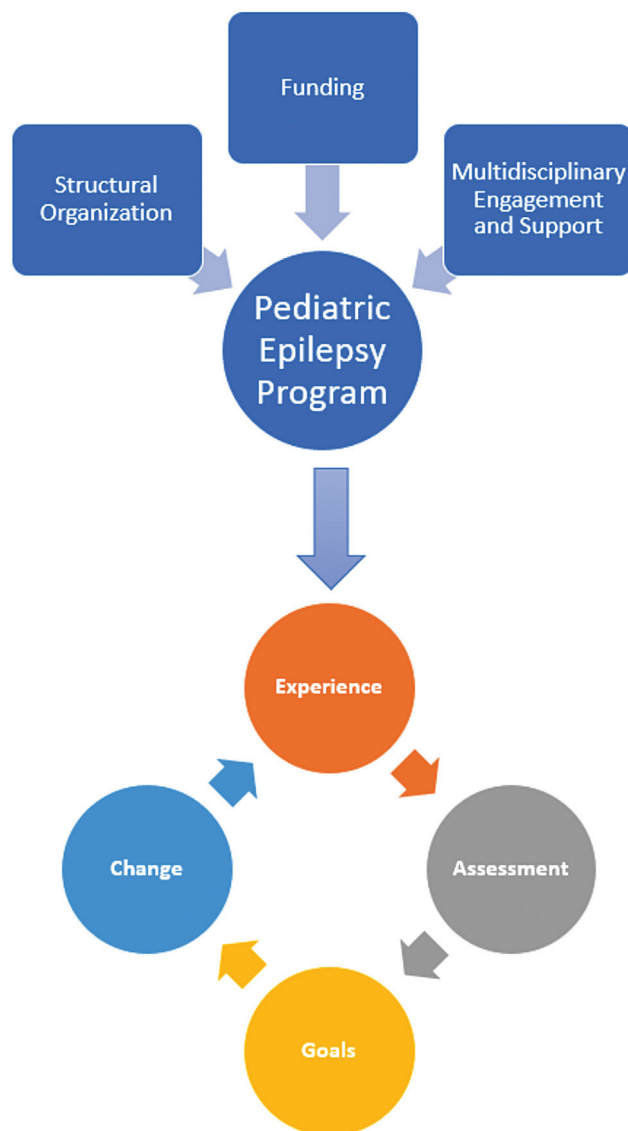 Funding
Structural
Organization
Multidisciplinary
Engagement
and Support
Pediatric
Epilepsy
Program
Experience
Assessment
Goals
Change